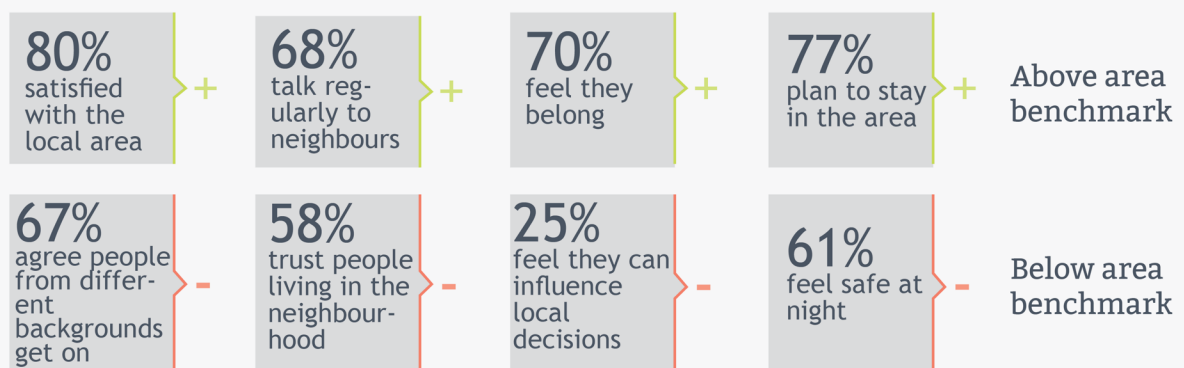 80%
satisfied
with the
local area
+
68%
talk reg-
ularly to
neighbours
+
70%
feel they
belong
+
77%
plan to stay
in the area
+
Above area
benchmark
67%
agree people
from differ-
ent
backgrounds
get on
-
58%
trust people
living in the
neighbour-
hood
-
25%
feel they can
influence
local
decisions
-
61%
feel safe at
night
-
Below area
benchmark